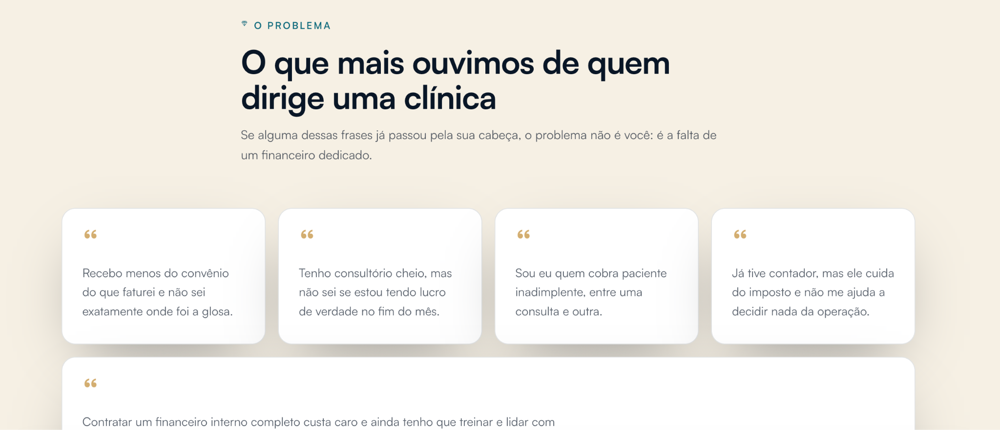 O PROBLEMA
O que mais ouvimos de quem
dirige uma clínica
Se alguma dessas frases já passou pela sua cabeça, o problema não é você: é a falta de
um financeiro dedicado.
“
Recebo menos do convênio
do que faturei e não sei
exatamente onde foi a glosa.
“
Tenho consultório cheio, mas
não sei se estou tendo lucro
de verdade no fim do mês.
“
Sou eu quem cobra paciente
inadimplente, entre uma
consulta e outra.
“
Já tive contador, mas ele cuida
do imposto e não me ajuda a
decidir nada da operação.
“
Contratar um financeiro interno completo custa caro e ainda tenho que treinar e lidar com